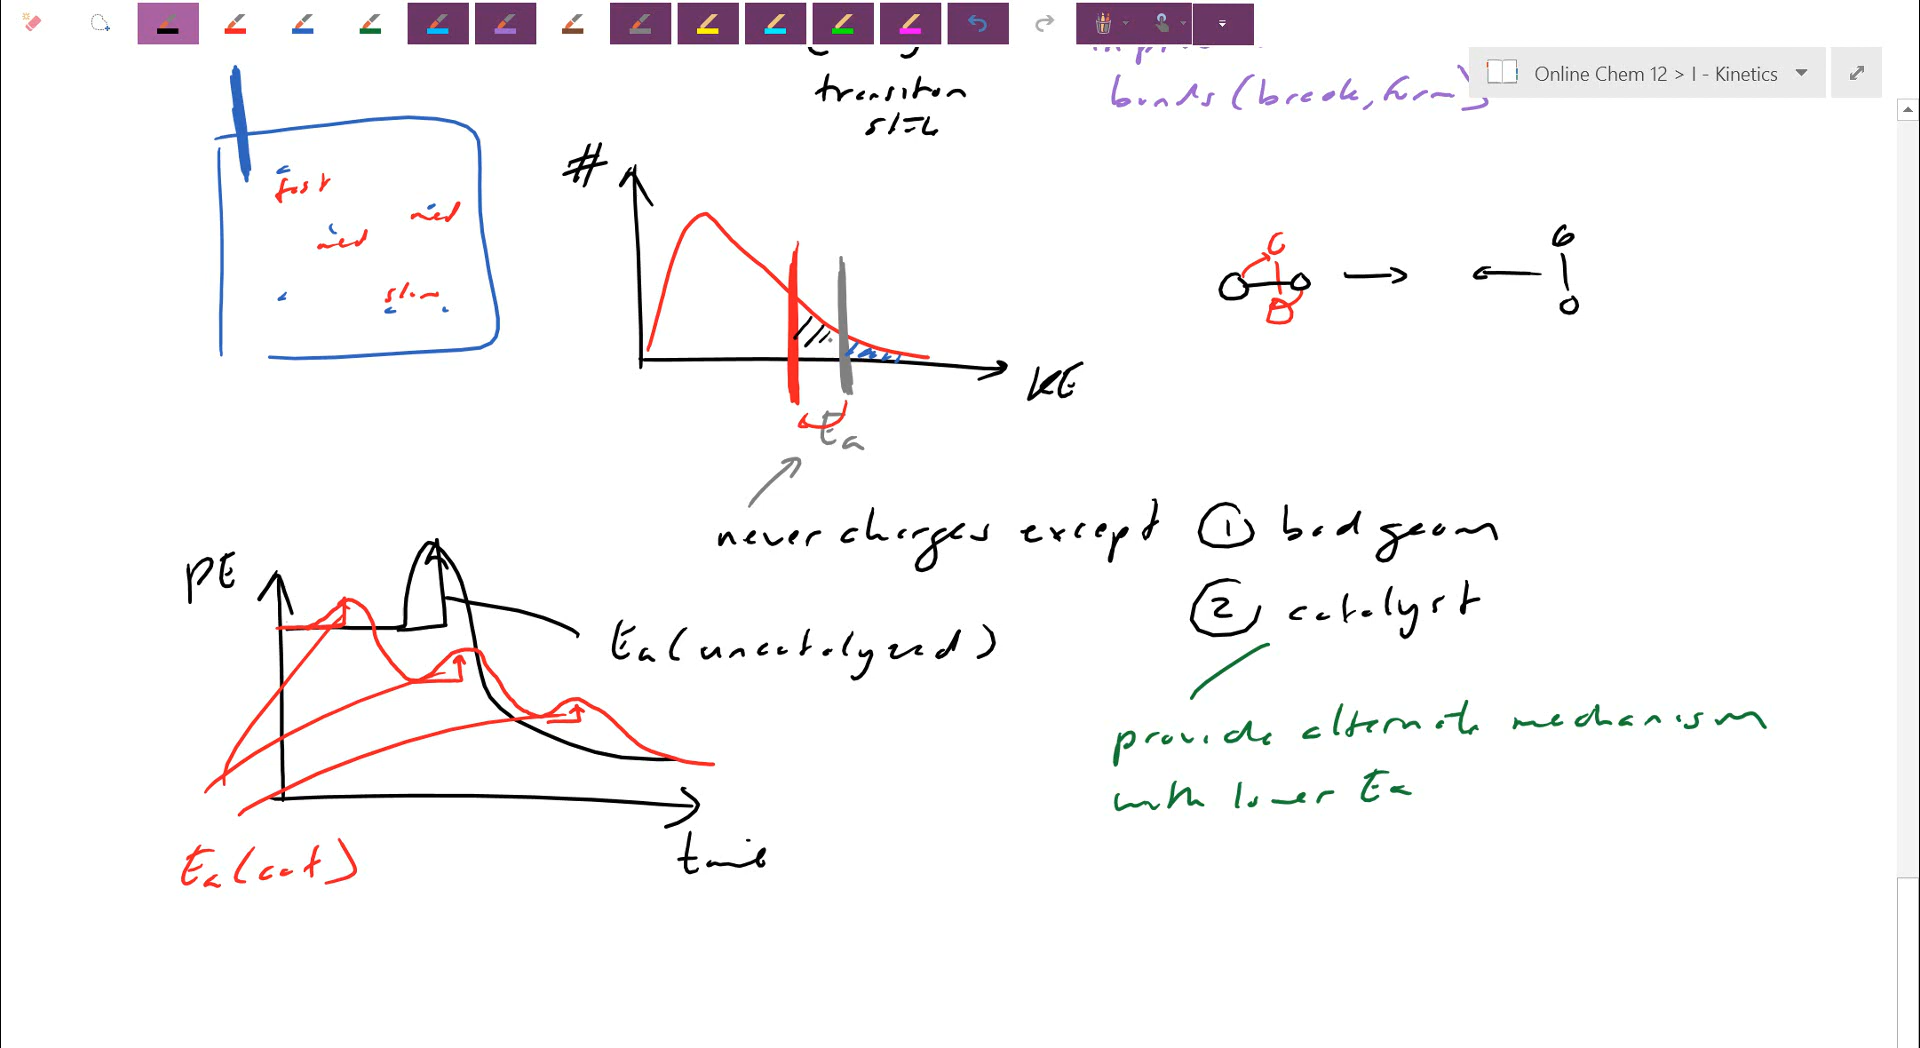 Online Chem 12 > I - Kinetics
transition
state
bonds (break, form)
#
fast
med
med
slow
KE
Ea
never changes except ① bad geom
② catalyst
PE
Ea (uncatalyzed)
provide alternate mechanism
with lower Ea
time
Ea (cat)